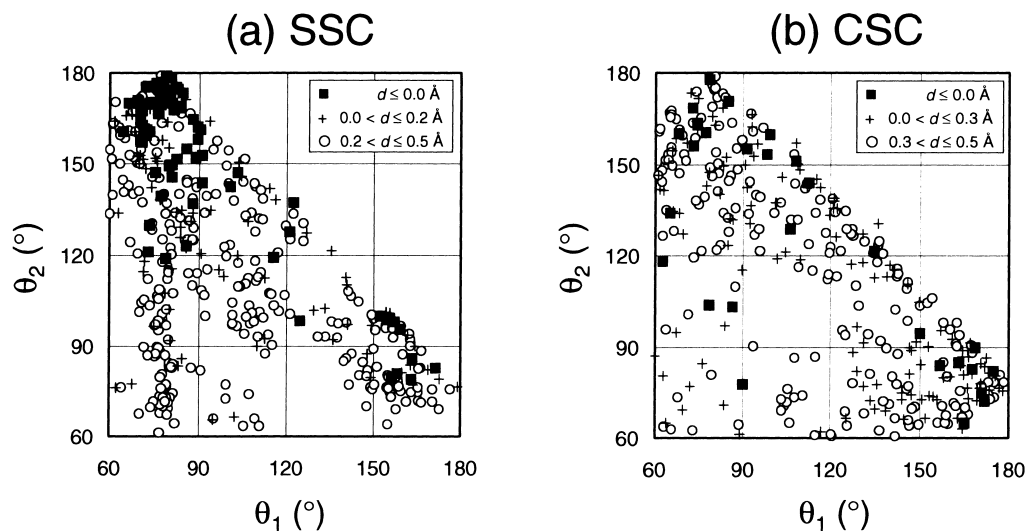 (a) SSC
180
150
120
90
60
θ2 (°)
■ d ≤ 0.0 Å
+ 0.0 < d ≤ 0.2 Å
○ 0.2 < d ≤ 0.5 Å
60 90 120 150 180
θ1 (°)
(b) CSC
180
150
120
90
60
θ2 (°)
■ d ≤ 0.0 Å
+ 0.0 < d ≤ 0.3 Å
○ 0.3 < d ≤ 0.5 Å
60 90 120 150 180
θ1 (°)